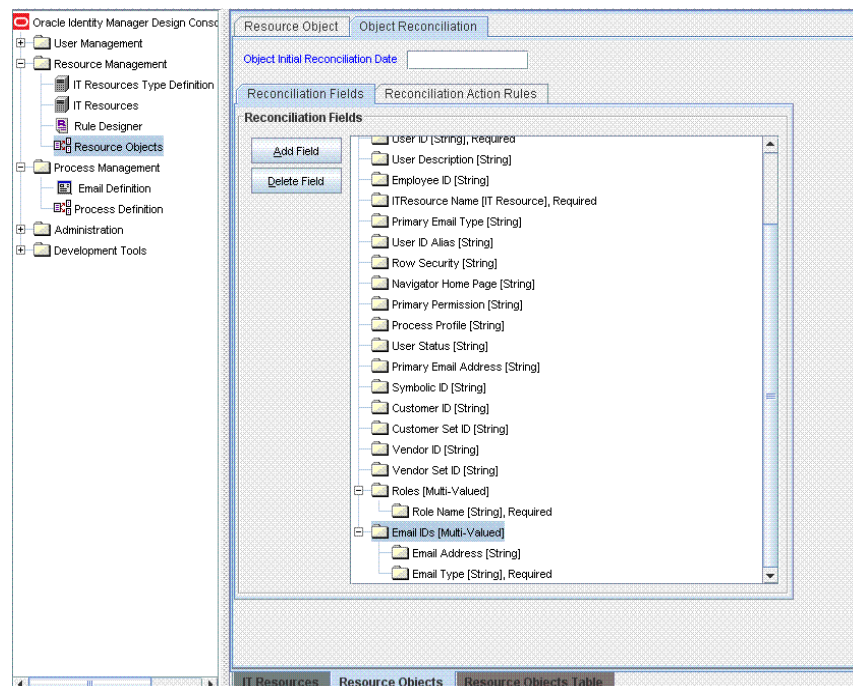 Oracle Identity Manager Design Consc
User Management
Resource Management
IT Resources Type Definition
IT Resources
Rule Designer
Resource Objects
Process Management
Email Definition
Process Definition
Administration
Development Tools
Resource Object
Object Reconciliation
Object Initial Reconciliation Date
Reconciliation Fields
Reconciliation Action Rules
Reconciliation Fields
Add Field
Delete Field
User ID [String], Required
User Description [String]
Employee ID [String]
ITResource Name [IT Resource], Required
Primary Email Type [String]
User ID Alias [String]
Row Security [String]
Navigator Home Page [String]
Primary Permission [String]
Process Profile [String]
User Status [String]
Primary Email Address [String]
Symbolic ID [String]
Customer ID [String]
Customer Set ID [String]
Vendor ID [String]
Vendor Set ID [String]
Roles [Multi-Valued]
Role Name [String], Required
Email IDs [Multi-Valued]
Email Address [String]
Email Type [String], Required
IT Resources
Resource Objects
Resource Objects Table